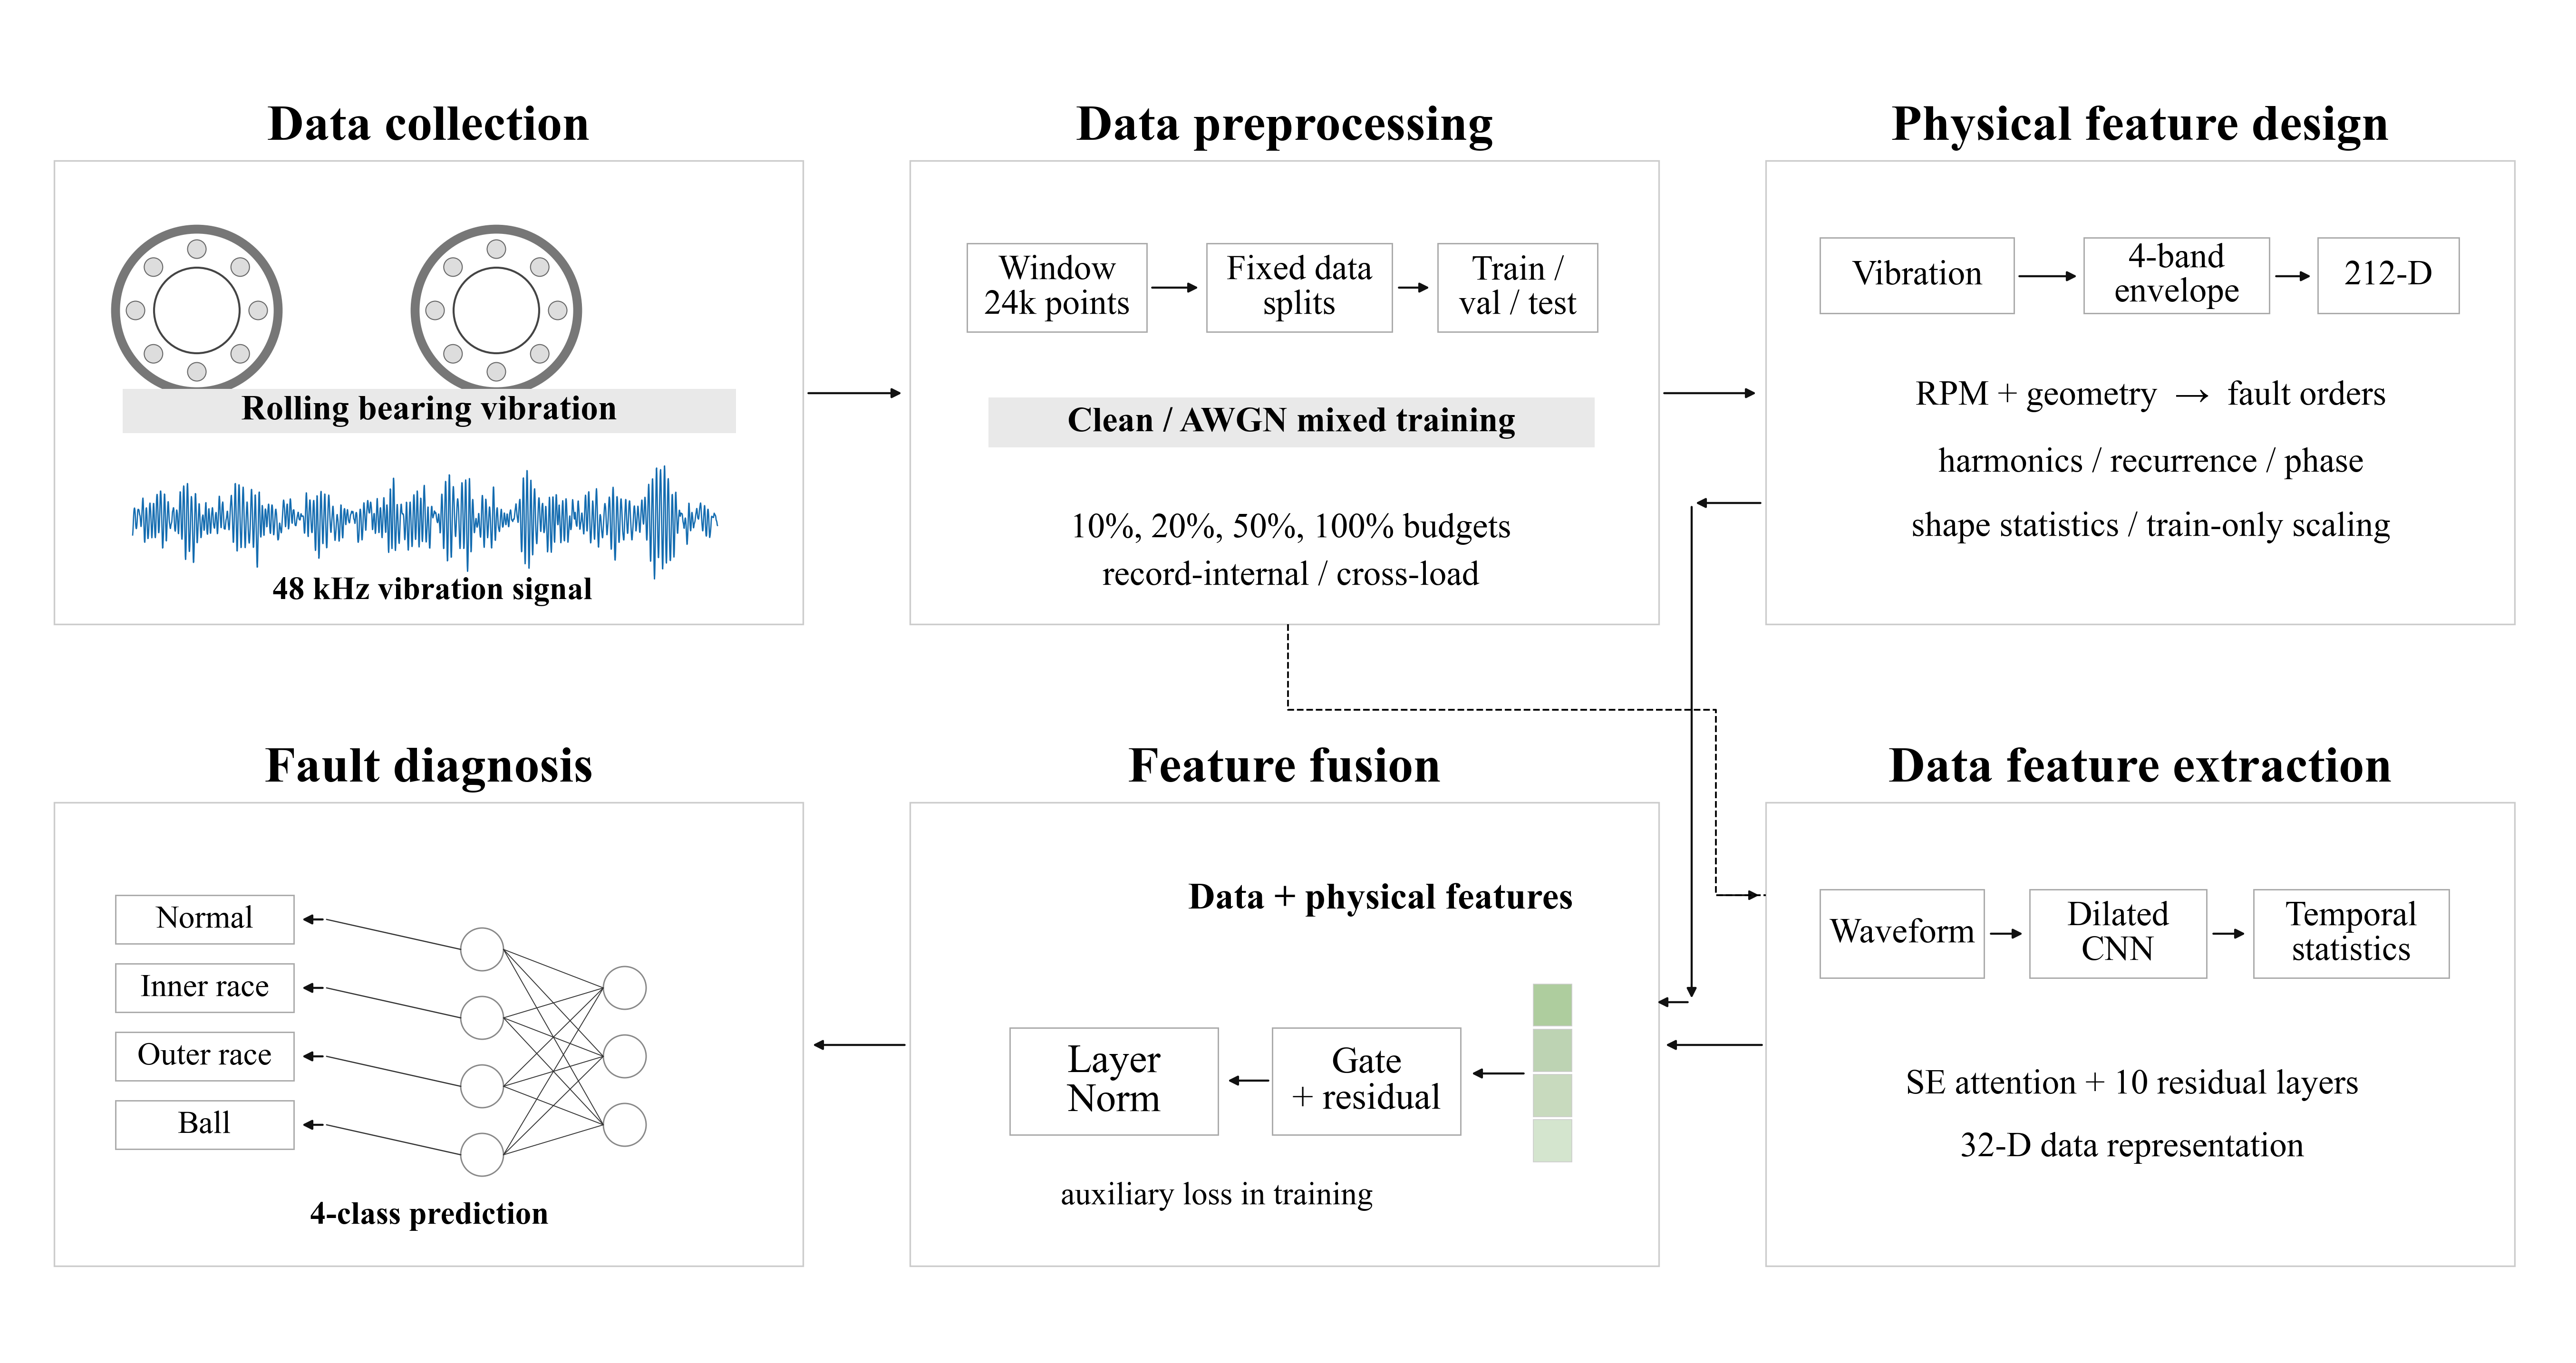 Data collection
Rolling bearing vibration
48 kHz vibration signal
Data preprocessing
Window
24k points
Fixed data
splits
Train /
val / test
Clean / AWGN mixed training
10%, 20%, 50%, 100% budgets
record-internal / cross-load
Physical feature design
Vibration
4-band
envelope
212-D
RPM + geometry → fault orders
harmonics / recurrence / phase
shape statistics / train-only scaling
Fault diagnosis
Normal
Inner race
Outer race
Ball
4-class prediction
Feature fusion
Data + physical features
Layer
Norm
Gate
+ residual
auxiliary loss in training
Data feature extraction
Waveform
Dilated
CNN
Temporal
statistics
SE attention + 10 residual layers
32-D data representation